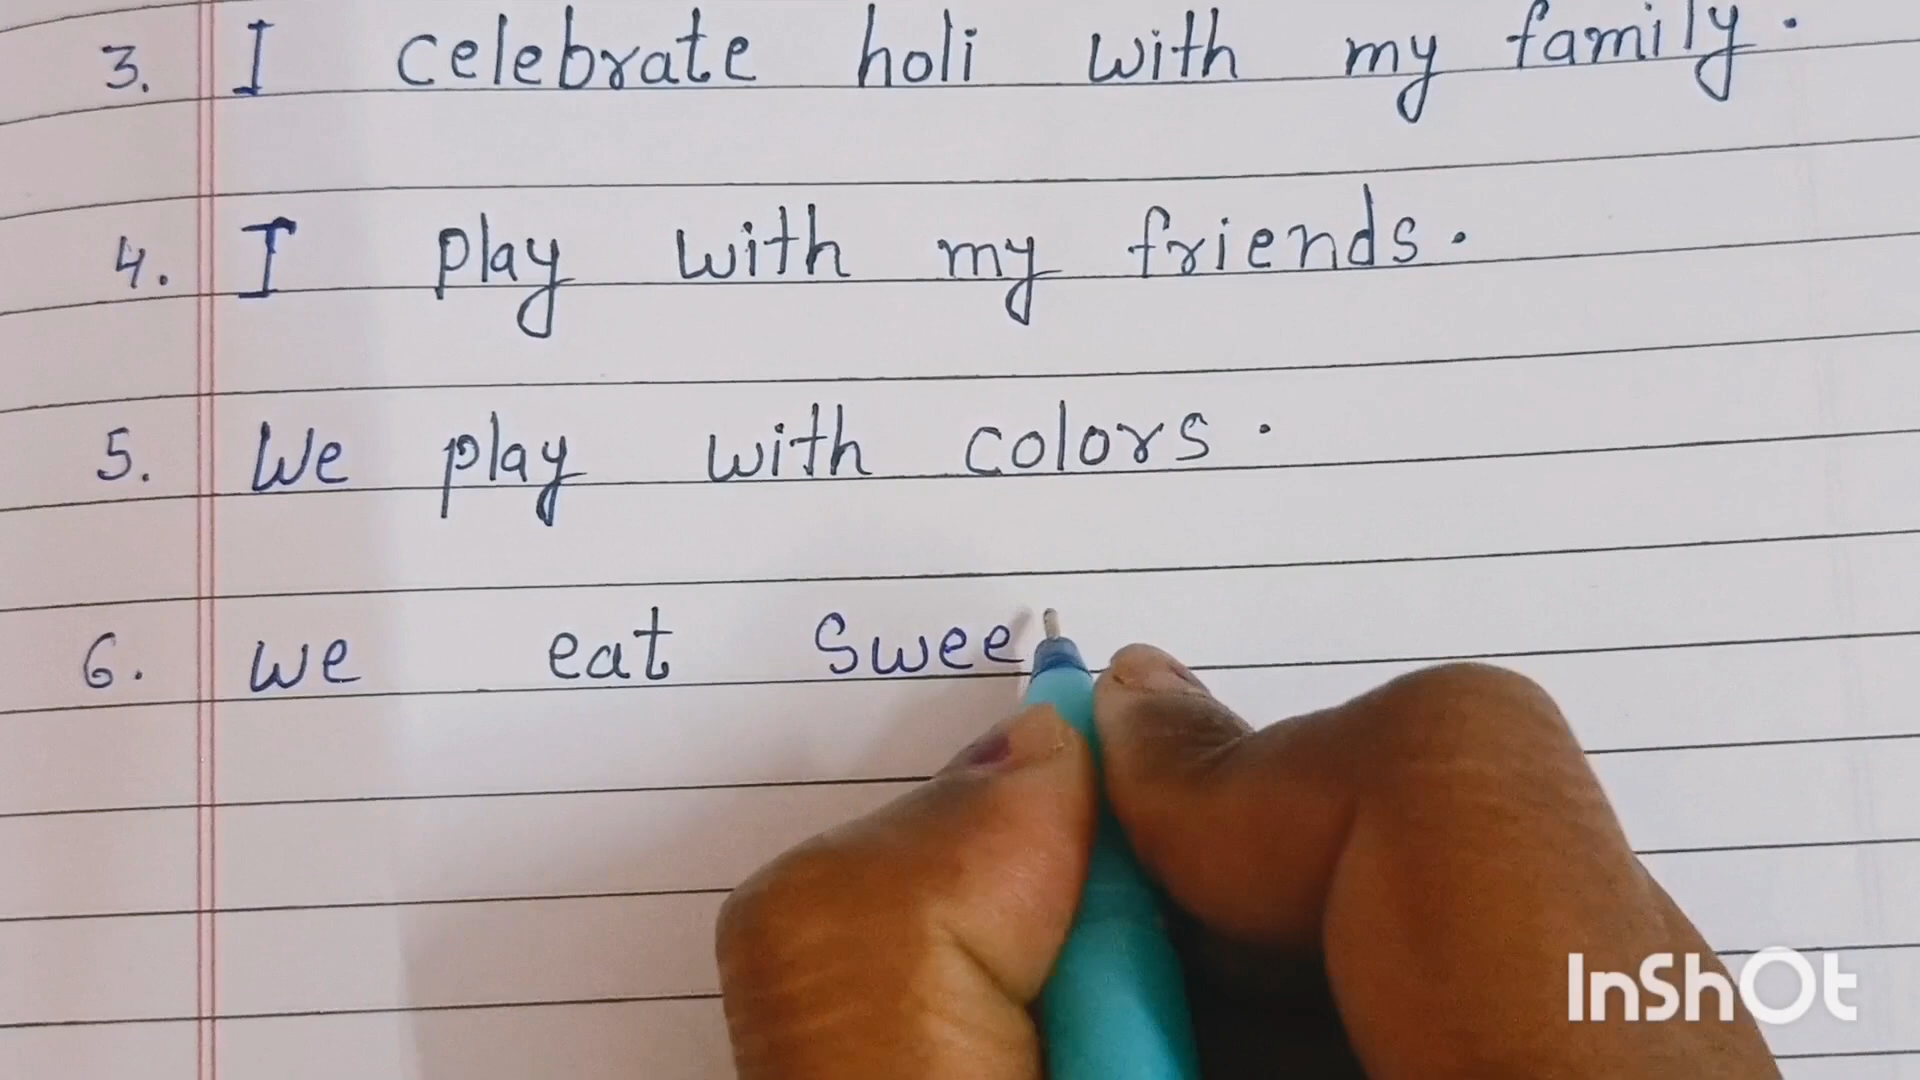 3. I celebrate holi with my family.
4. I play with my friends.
5. We play with colors.
6. we eat swee
InShOt